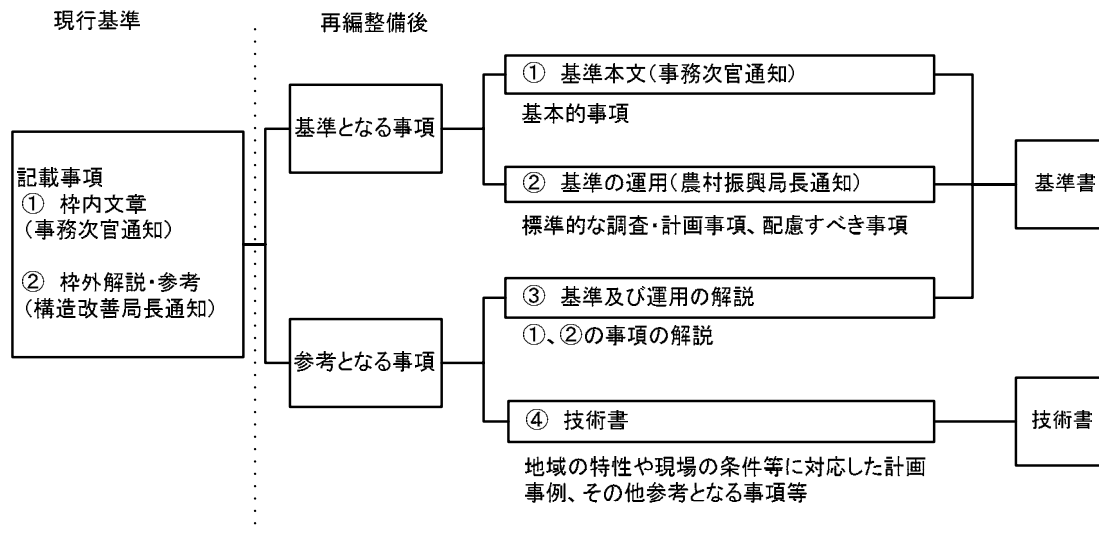 現行基準
再編整備後
記載事項
① 枠内文章
(事務次官通知)
② 枠外解説・参考
(構造改善局長通知)
基準となる事項
参考となる事項
① 基準本文(事務次官通知)
基本的事項
② 基準の運用(農村振興局長通知)
標準的な調査・計画事項、配慮すべき事項
③ 基準及び運用の解説
①、②の事項の解説
④ 技術書
地域の特性や現場の条件等に対応した計画
事例、その他参考となる事項等
基準書
技術書